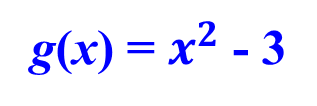 g(x) = x² - 3